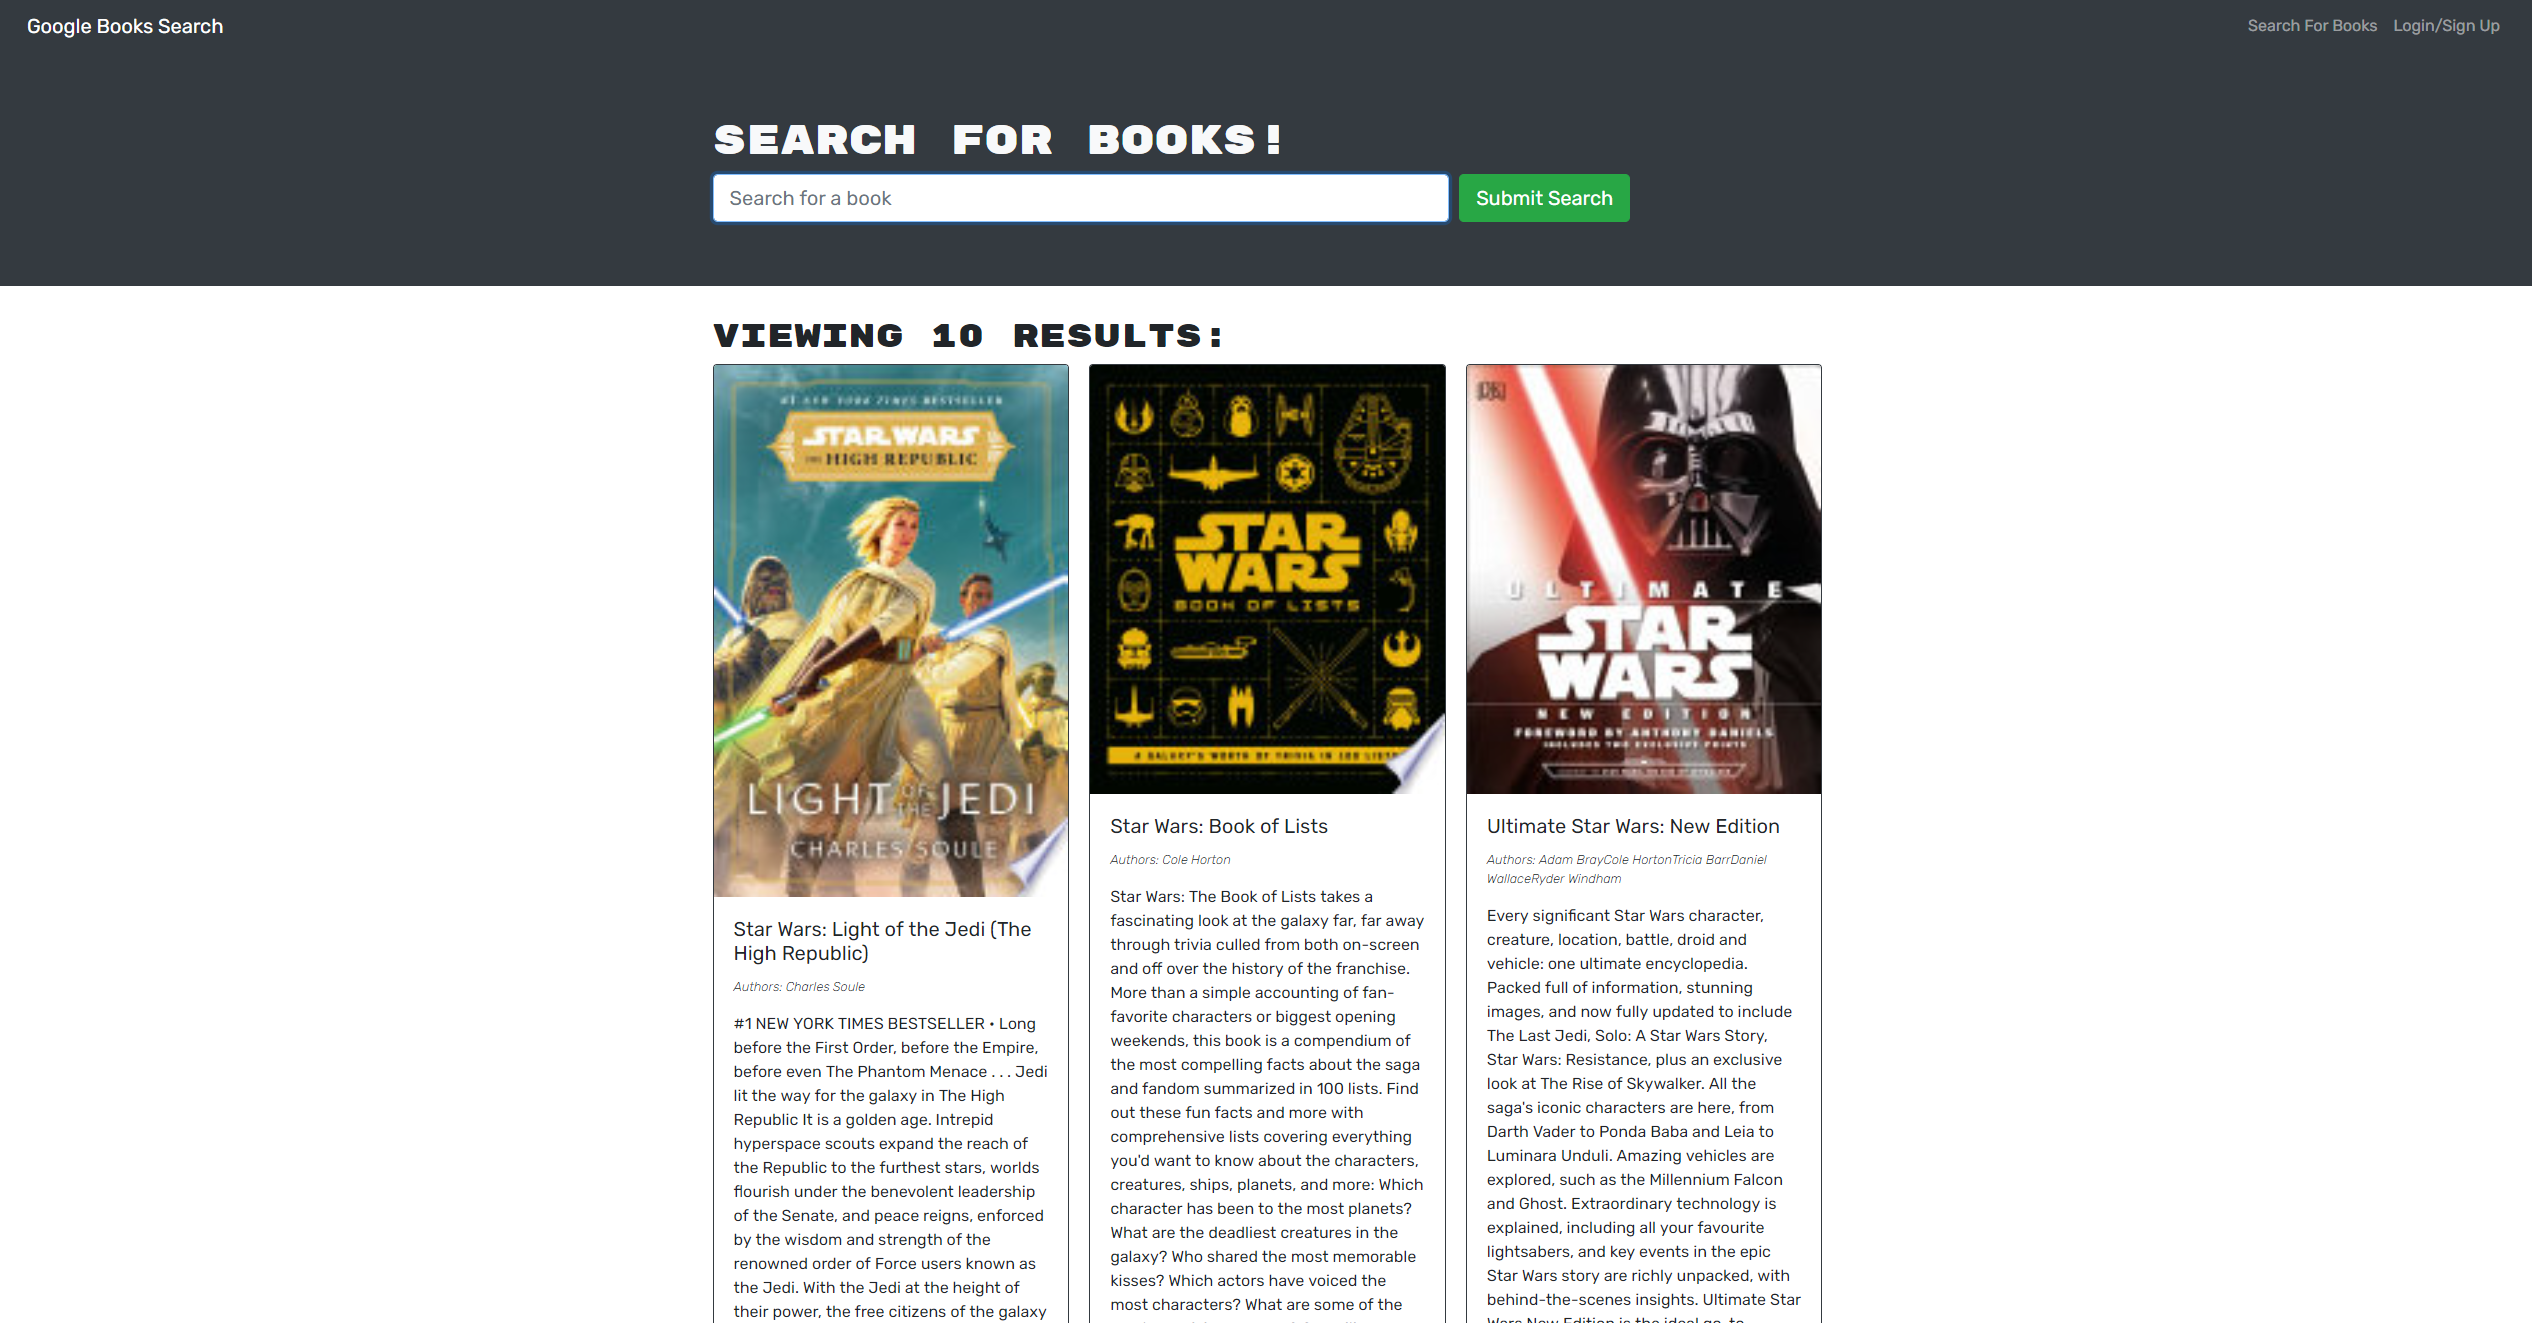 Google Books Search
Search For Books Login/Sign Up
SEARCH FOR BOOKS!
Search for a book
Submit Search
VIEWING 10 RESULTS:
#1 NEW YORK TIMES BESTSELLER
STAR WARS
THE HIGH REPUBLIC
LIGHT OF THE JEDI
CHARLES SOULE
Star Wars: Light of the Jedi (The
High Republic)
Authors: Charles Soule
#1 NEW YORK TIMES BESTSELLER • Long
before the First Order, before the Empire,
before even The Phantom Menace . . . Jedi
lit the way for the galaxy in The High
Republic It is a golden age. Intrepid
hyperspace scouts expand the reach of
the Republic to the furthest stars, worlds
flourish under the benevolent leadership
of the Senate, and peace reigns, enforced
by the wisdom and strength of the
renowned order of Force users known as
the Jedi. With the Jedi at the height of
their power, the free citizens of the galaxy
STAR
WARS
BOOK OF LISTS
A GALAXY'S WORTH OF TRIVIA IN 100 LISTS
Star Wars: Book of Lists
Authors: Cole Horton
Star Wars: The Book of Lists takes a
fascinating look at the galaxy far, far away
through trivia culled from both on-screen
and off over the history of the franchise.
More than a simple accounting of fan-
favorite characters or biggest opening
weekends, this book is a compendium of
the most compelling facts about the saga
and fandom summarized in 100 lists. Find
out these fun facts and more with
comprehensive lists covering everything
you'd want to know about the characters,
creatures, ships, planets, and more: Which
character has been to the most planets?
What are the deadliest creatures in the
galaxy? Who shared the most memorable
kisses? Which actors have voiced the
most characters? What are some of the
DK
ULTIMATE
STAR
WARS
NEW EDITION
FOREWORD BY ANTHONY DANIELS
INCLUDES TWO EXCLUSIVE PRINTS
Ultimate Star Wars: New Edition
Authors: Adam BrayCole HortonTricia BarrDaniel
WallaceRyder Windham
Every significant Star Wars character,
creature, location, battle, droid and
vehicle: one ultimate encyclopedia.
Packed full of information, stunning
images, and now fully updated to include
The Last Jedi, Solo: A Star Wars Story,
Star Wars: Resistance, plus an exclusive
look at The Rise of Skywalker. All the
saga's iconic characters are here, from
Darth Vader to Ponda Baba and Leia to
Luminara Unduli. Amazing vehicles are
explored, such as the Millennium Falcon
and Ghost. Extraordinary technology is
explained, including all your favourite
lightsabers, and key events in the epic
Star Wars story are richly unpacked, with
behind-the-scenes insights. Ultimate Star
Wars New Edition is the ideal go-to